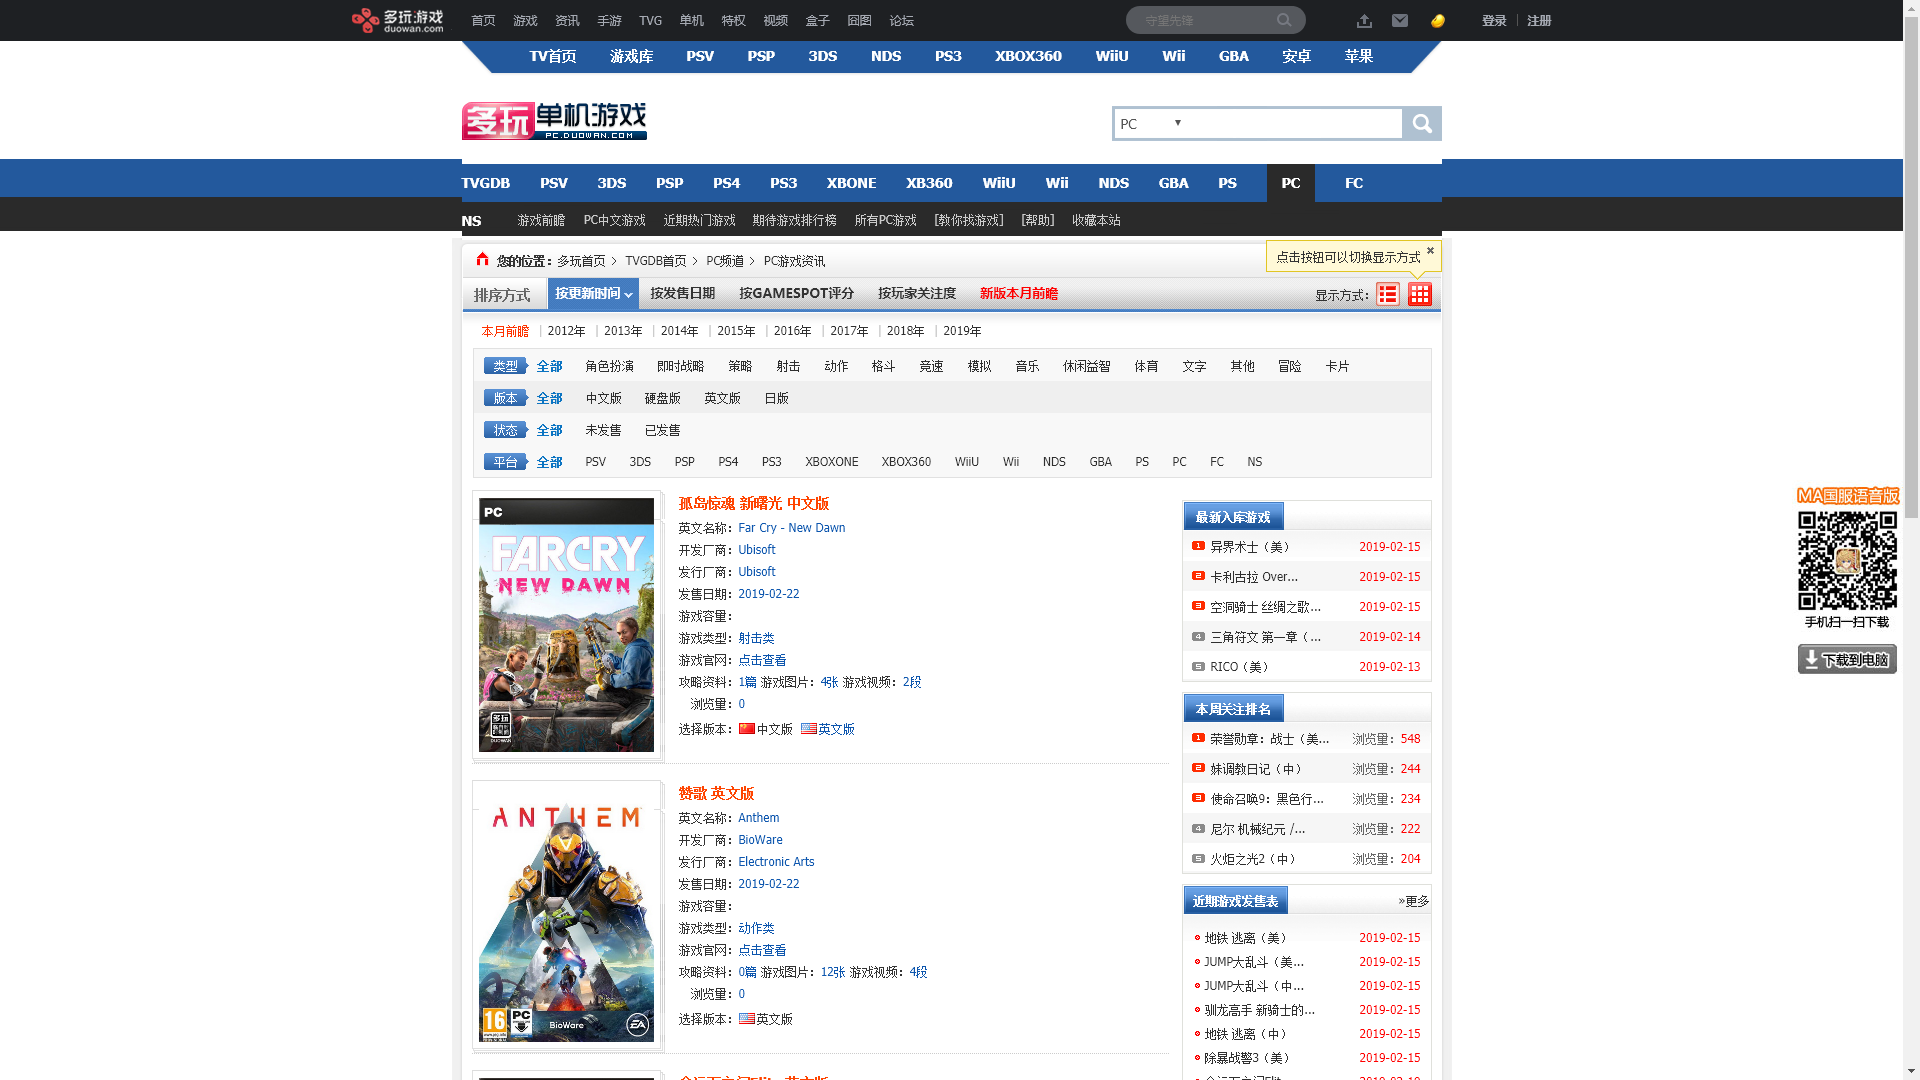 多玩游戏 duowan.com 首页 游戏 资讯 手游 TVG 单机 特权 视频 盒子 囧图 论坛 守望先锋 登录 注册
TV首页 游戏库 PSV PSP 3DS NDS PS3 XBOX360 WiiU Wii GBA 安卓 苹果
多玩单机游戏 PC.DUOWAN.COM
PC
TVGDB PSV 3DS PSP PS4 PS3 XBONE XB360 WiiU Wii NDS GBA PS PC FC
NS 游戏前瞻 PC中文游戏 近期热门游戏 期待游戏排行榜 所有PC游戏 [教你找游戏] [帮助] 收藏本站
您的位置：多玩首页 > TVGDB首页 > PC频道 > PC游戏资讯
点击按钮可以切换显示方式
排序方式 按更新时间 按发售日期 按GAMESPOT评分 按玩家关注度 新版本月前瞻 显示方式：
本月前瞻 | 2012年 | 2013年 | 2014年 | 2015年 | 2016年 | 2017年 | 2018年 | 2019年
类型 全部 角色扮演 即时战略 策略 射击 动作 格斗 竞速 模拟 音乐 休闲益智 体育 文字 其他 冒险 卡片
版本 全部 中文版 硬盘版 英文版 日版
状态 全部 未发售 已发售
平台 全部 PSV 3DS PSP PS4 PS3 XBOXONE XBOX360 WiiU Wii NDS GBA PS PC FC NS
PC
FARCRY
NEW DAWN
多玩
DUOWAN
孤岛惊魂 新曙光 中文版
英文名称：Far Cry - New Dawn
开发厂商：Ubisoft
发行厂商：Ubisoft
发售日期：2019-02-22
游戏容量：
游戏类型：射击类
游戏官网：点击查看
攻略资料：1篇 游戏图片：4张 游戏视频：2段
浏览量：0
选择版本：中文版 英文版
ANTHEM
16
PC
BioWare
EA
赞歌 英文版
英文名称：Anthem
开发厂商：BioWare
发行厂商：Electronic Arts
发售日期：2019-02-22
游戏容量：
游戏类型：动作类
游戏官网：点击查看
攻略资料：0篇 游戏图片：12张 游戏视频：4段
浏览量：0
选择版本：英文版
最新入库游戏
1 异界术士（美） 2019-02-15
2 卡利古拉 Over... 2019-02-15
3 空洞骑士 丝绸之歌... 2019-02-15
4 三角符文 第一章（... 2019-02-14
5 RICO（美） 2019-02-13
本周关注排名
1 荣誉勋章：战士（美... 浏览量：548
2 妹调教日记（中） 浏览量：244
3 使命召唤9：黑色行... 浏览量：234
4 尼尔 机械纪元 /... 浏览量：222
5 火炬之光2（中） 浏览量：204
近期游戏发售表 »更多
地铁 逃离（美） 2019-02-15
JUMP大乱斗（美... 2019-02-15
JUMP大乱斗（中... 2019-02-15
驯龙高手 新骑士的... 2019-02-15
地铁 逃离（中） 2019-02-15
除暴战警3（美） 2019-02-15
MA国服语音版
手机扫一扫下载
下载到电脑